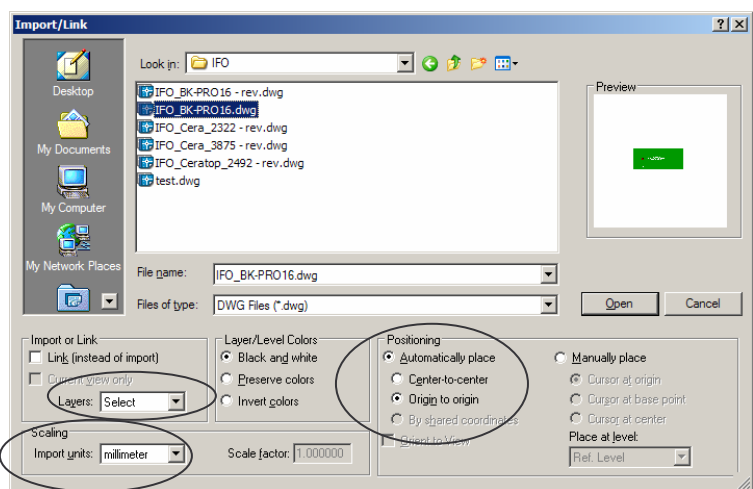 Import/Link
Look in: IFO
Desktop
My Documents
My Computer
My Network Places
IFO_BK-PRO16 - rev.dwg
IFO_BK-PRO16.dwg
IFO_Cera_2322 - rev.dwg
IFO_Cera_3875 - rev.dwg
IFO_Ceratop_2492 - rev.dwg
test.dwg
Preview
File name: IFO_BK-PRO16.dwg
Files of type: DWG Files (*.dwg)
Open Cancel
Import or Link
Link (instead of import)
Current view only
Layers: Select
Layer/Level Colors
Black and white
Preserve colors
Invert colors
Positioning
Automatically place
Center-to-center
Origin to origin
By shared coordinates
Orient to View
Manually place
Cursor at origin
Cursor at base point
Cursor at center
Place at level:
Ref. Level
Scaling
Import units: millimeter
Scale factor: 1.000000